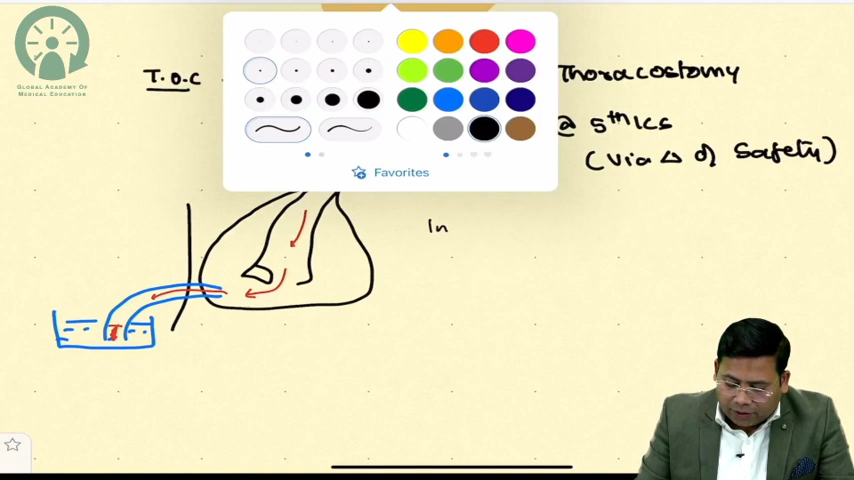 GLOBAL ACADEMY OF
MEDICAL EDUCATION
T.O.C
Thoracostomy
@ 5th ICS
(Via Δ of Safety)
Favorites
In